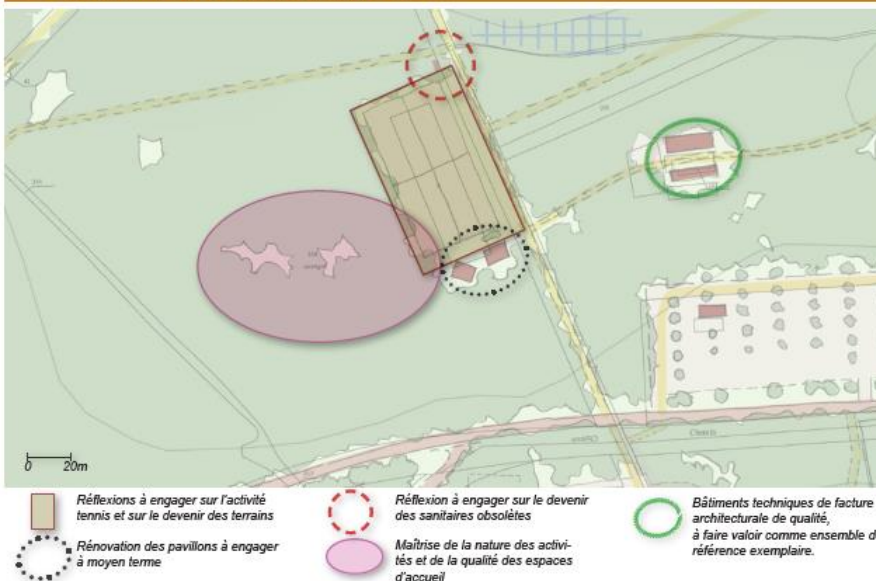 0 20m
Réflexions à engager sur l'activité
tennis et sur le devenir des terrains
Rénovation des pavillons à engager
à moyen terme
Réflexion à engager sur le devenir
des sanitaires obsolètes
Maîtrise de la nature des activi-
tés et de la qualité des espaces
d'accueil
Bâtiments techniques de facture
architecturale de qualité,
à faire valoir comme ensemble d
référence exemplaire.